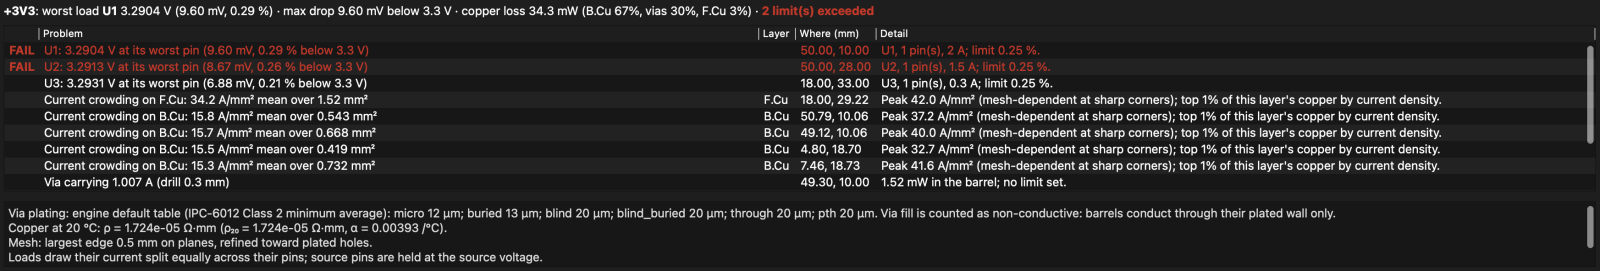 +3V3: worst load U1 3.2904 V (9.60 mV, 0.29 %) · max drop 9.60 mV below 3.3 V · copper loss 34.3 mW (B.Cu 67%, vias 30%, F.Cu 3%) · 2 limit(s) exceeded
Problem Layer Where (mm) Detail
FAIL U1: 3.2904 V at its worst pin (9.60 mV, 0.29 % below 3.3 V) 50.00, 10.00 U1, 1 pin(s), 2 A; limit 0.25 %.
FAIL U2: 3.2913 V at its worst pin (8.67 mV, 0.26 % below 3.3 V) 50.00, 28.00 U2, 1 pin(s), 1.5 A; limit 0.25 %.
U3: 3.2931 V at its worst pin (6.88 mV, 0.21 % below 3.3 V) 18.00, 33.00 U3, 1 pin(s), 0.3 A; limit 0.25 %.
Current crowding on F.Cu: 34.2 A/mm² mean over 1.52 mm² F.Cu 18.00, 29.22 Peak 42.0 A/mm² (mesh-dependent at sharp corners); top 1% of this layer's copper by current density.
Current crowding on B.Cu: 15.8 A/mm² mean over 0.543 mm² B.Cu 50.79, 10.06 Peak 37.2 A/mm² (mesh-dependent at sharp corners); top 1% of this layer's copper by current density.
Current crowding on B.Cu: 15.7 A/mm² mean over 0.668 mm² B.Cu 49.12, 10.06 Peak 40.0 A/mm² (mesh-dependent at sharp corners); top 1% of this layer's copper by current density.
Current crowding on B.Cu: 15.5 A/mm² mean over 0.419 mm² B.Cu 4.80, 18.70 Peak 32.7 A/mm² (mesh-dependent at sharp corners); top 1% of this layer's copper by current density.
Current crowding on B.Cu: 15.3 A/mm² mean over 0.732 mm² B.Cu 7.46, 18.73 Peak 41.6 A/mm² (mesh-dependent at sharp corners); top 1% of this layer's copper by current density.
Via carrying 1.007 A (drill 0.3 mm) 49.30, 10.00 1.52 mW in the barrel; no limit set.
Via plating: engine default table (IPC-6012 Class 2 minimum average): micro 12 µm; buried 13 µm; blind 20 µm; blind_buried 20 µm; through 20 µm; pth 20 µm. Via fill is counted as non-conductive: barrels conduct through their plated wall only.
Copper at 20 °C: ρ = 1.724e-05 Ω·mm (ρ₂₀ = 1.724e-05 Ω·mm, α = 0.00393 /°C).
Mesh: largest edge 0.5 mm on planes, refined toward plated holes.
Loads draw their current split equally across their pins; source pins are held at the source voltage.